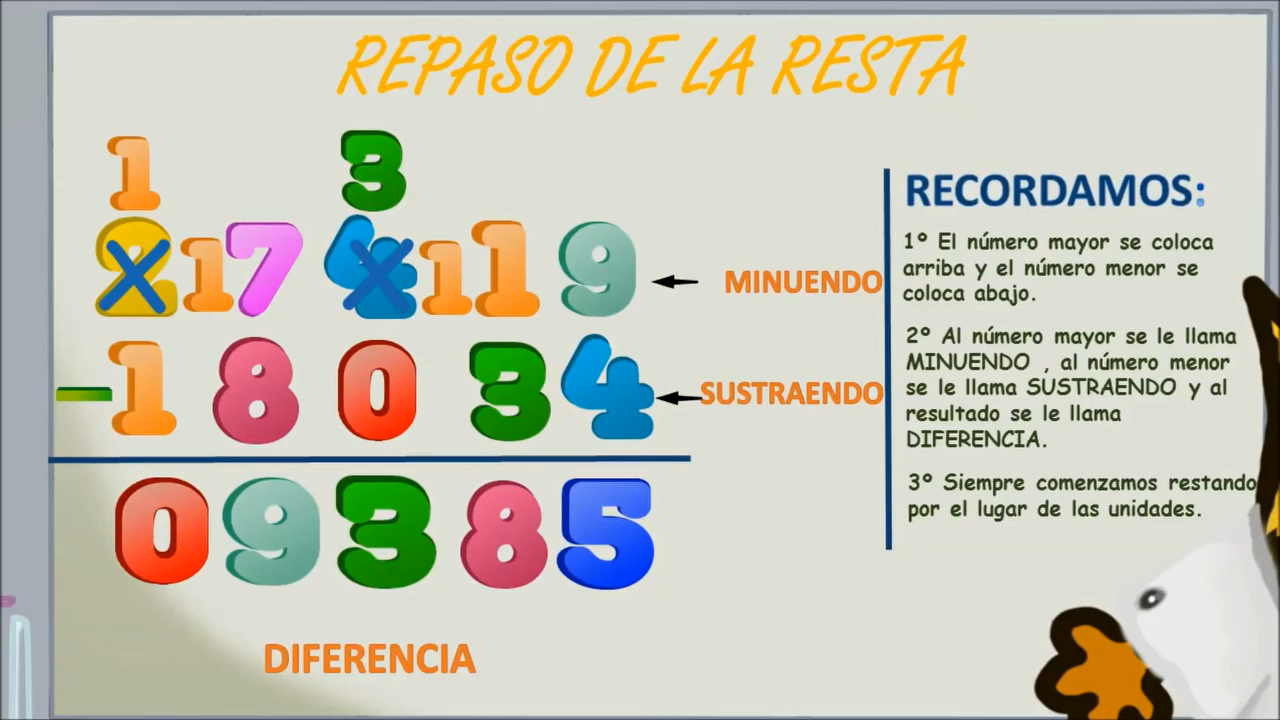 REPASO DE LA RESTA
1 3
2 17 4 11 9 MINUENDO
-1 8 0 3 4 SUSTRAENDO
0 9 3 8 5
DIFERENCIA
RECORDAMOS:
1º El número mayor se coloca
arriba y el número menor se
coloca abajo.
2º Al número mayor se le llama
MINUENDO , al número menor
se le llama SUSTRAENDO y al
resultado se le llama
DIFERENCIA.
3º Siempre comenzamos restando
por el lugar de las unidades.